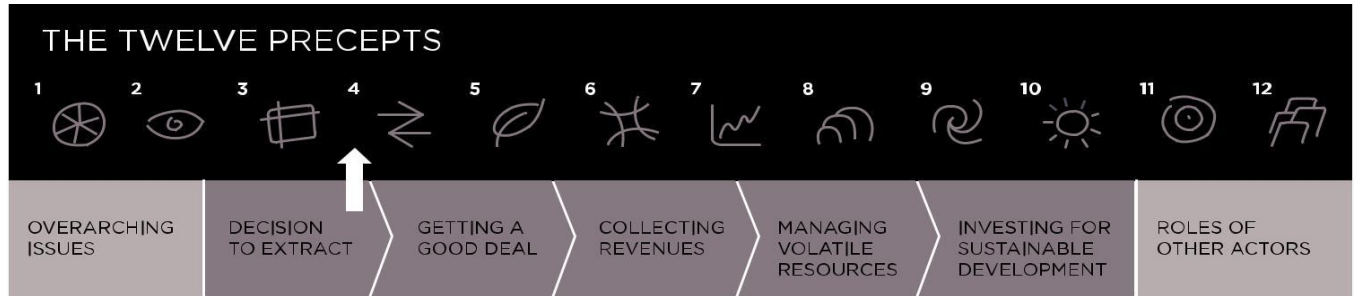 THE TWELVE PRECEPTS
1 2 3 4 5 6 7 8 9 10 11 12
OVERARCHING
ISSUES
DECISION
TO EXTRACT
GETTING A
GOOD DEAL
COLLECTING
REVENUES
MANAGING
VOLATILE
RESOURCES
INVESTING FOR
SUSTAINABLE
DEVELOPMENT
ROLES OF
OTHER ACTORS